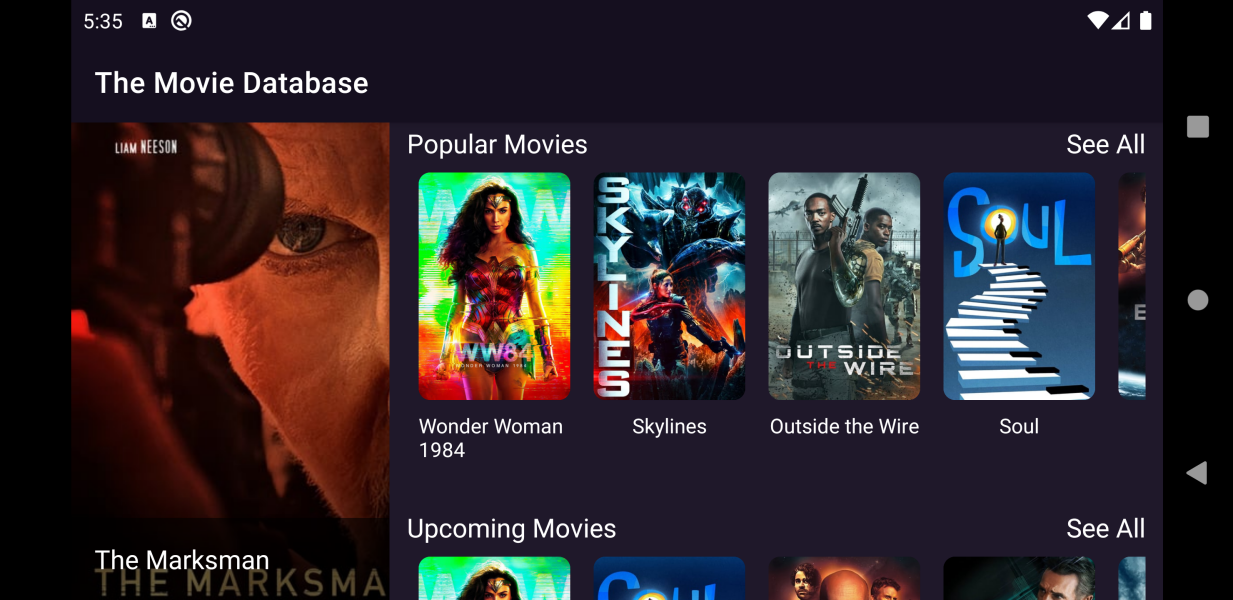 5:35
The Movie Database
LIAM NEESON
Popular Movies
See All
SKYLINES
SOUL
WW84
WONDER WOMAN 1984
OUTSIDE
THE WIRE
E
Wonder Woman
1984
Skylines
Outside the Wire
Soul
Upcoming Movies
See All
The Marksman
THE MARKSMA
SOUL